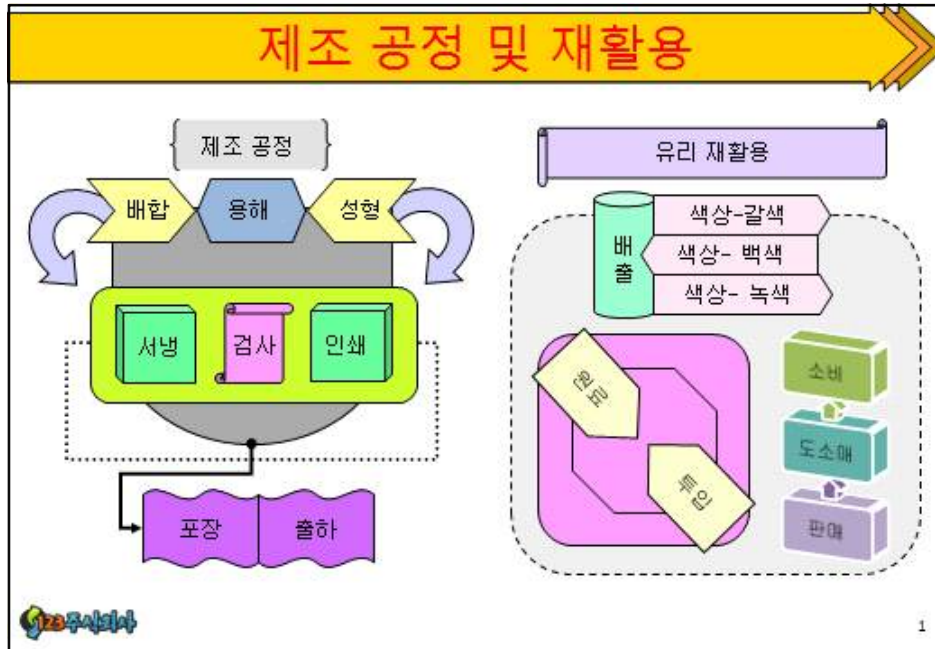 제조 공정 및 재활용
제조 공정
배합 용해 성형
서냉 검사 인쇄
포장 출하
유리 재활용
배출
색상-갈색
색상- 백색
색상- 녹색
원료
투입
소비
도소매
판매
123주식회사
1